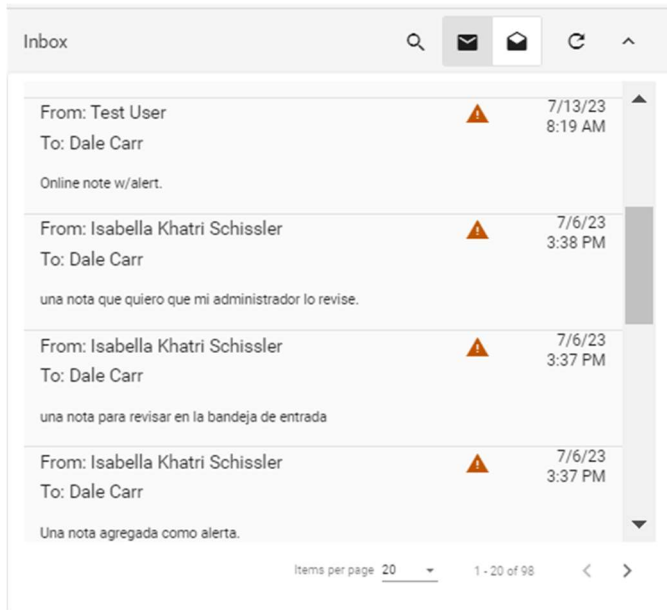 Inbox
From: Test User
7/13/23
To: Dale Carr
8:19 AM
Online note w/alert.
From: Isabella Khatri Schissler
7/6/23
To: Dale Carr
3:38 PM
una nota que quiero que mi administrador lo revise.
From: Isabella Khatri Schissler
7/6/23
To: Dale Carr
3:37 PM
una nota para revisar en la bandeja de entrada
From: Isabella Khatri Schissler
7/6/23
To: Dale Carr
3:37 PM
Una nota agregada como alerta.
Items per page 20 1 - 20 of 98